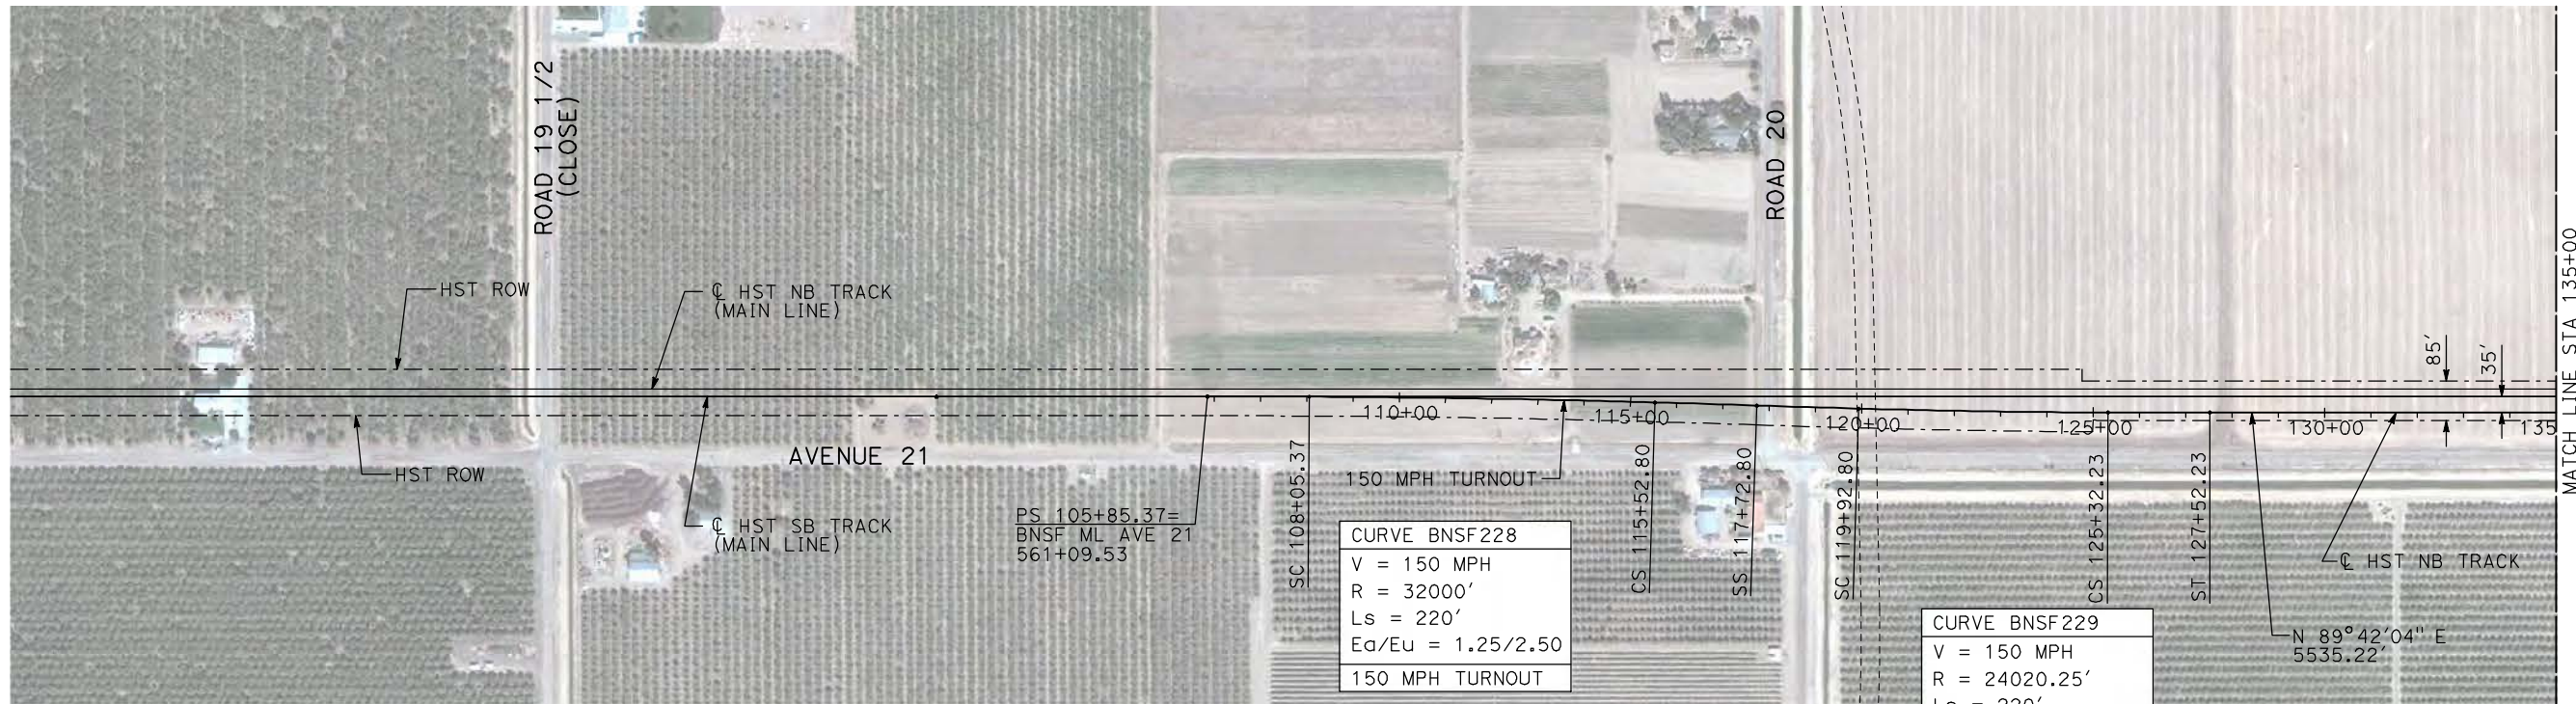 ROAD 19 1/2
(CLOSE)
HST ROW
℄ HST NB TRACK
(MAIN LINE)
HST ROW
AVENUE 21
℄ HST SB TRACK
(MAIN LINE)
PS 105+85.37=
BNSF ML AVE 21
561+09.53
SC 108+05.37
110+00
150 MPH TURNOUT
CURVE BNSF228
V = 150 MPH
R = 32000'
Ls = 220'
Ea/Eu = 1.25/2.50
150 MPH TURNOUT
115+00
CS 115+52.80
ROAD 20
SS 117+72.80
120+00
SC 119+92.80
125+00
CS 125+32.23
ST 127+52.23
CURVE BNSF229
V = 150 MPH
R = 24020.25'
Ls = 220'
130+00
℄ HST NB TRACK
N 89°42'04" E
5535.22'
85'
35'
135
MATCH LINE STA 135+00